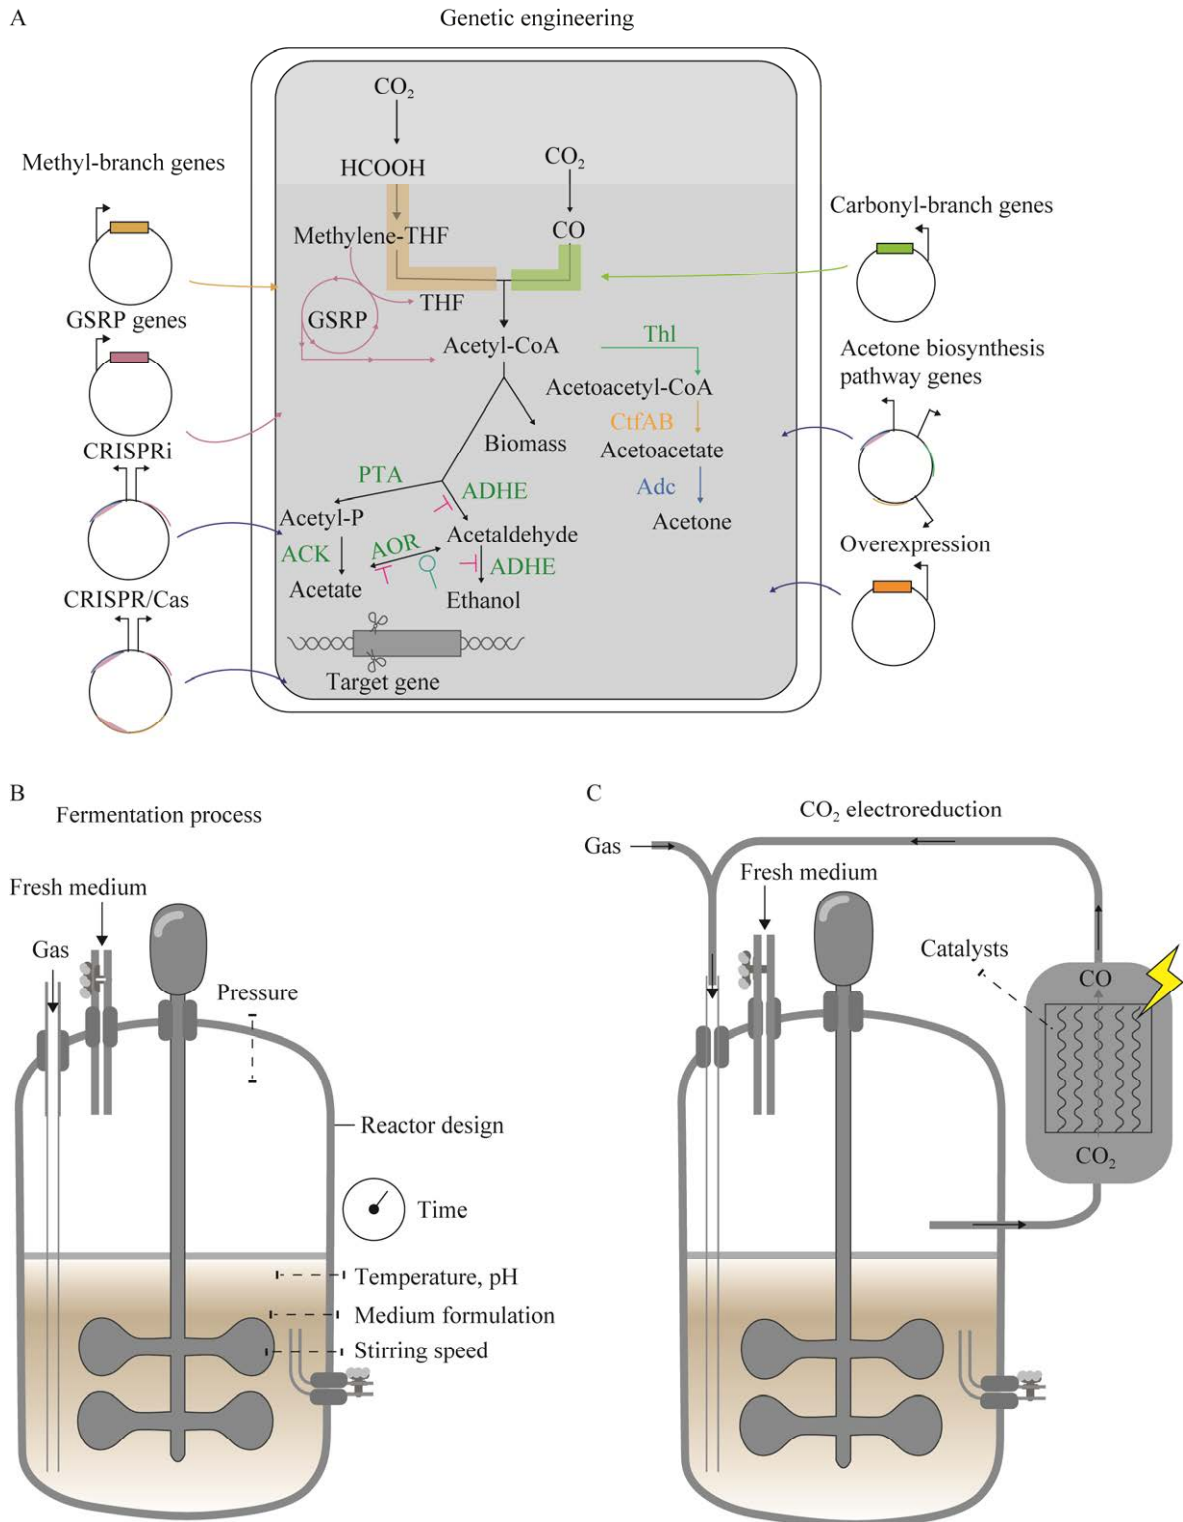 A
Genetic engineering
CO₂
HCOOH
CO₂
Methyl-branch genes
Carbonyl-branch genes
Methylene-THF
CO
THF
GSRP genes
GSRP
Acetyl-CoA
Thl
Acetone biosynthesis
pathway genes
Acetoacetyl-CoA
CtfAB
Biomass
Acetoacetate
CRISPRi
PTA
ADHE
Adc
Acetyl-P
Acetaldehyde
Acetone
ACK
AOR
ADHE
Overexpression
Acetate
Ethanol
CRISPR/Cas
Target gene
B
Fermentation process
Fresh medium
Gas
Pressure
Reactor design
Time
Temperature, pH
Medium formulation
Stirring speed
C
CO₂ electroreduction
Gas
Fresh medium
Catalysts
CO
CO₂